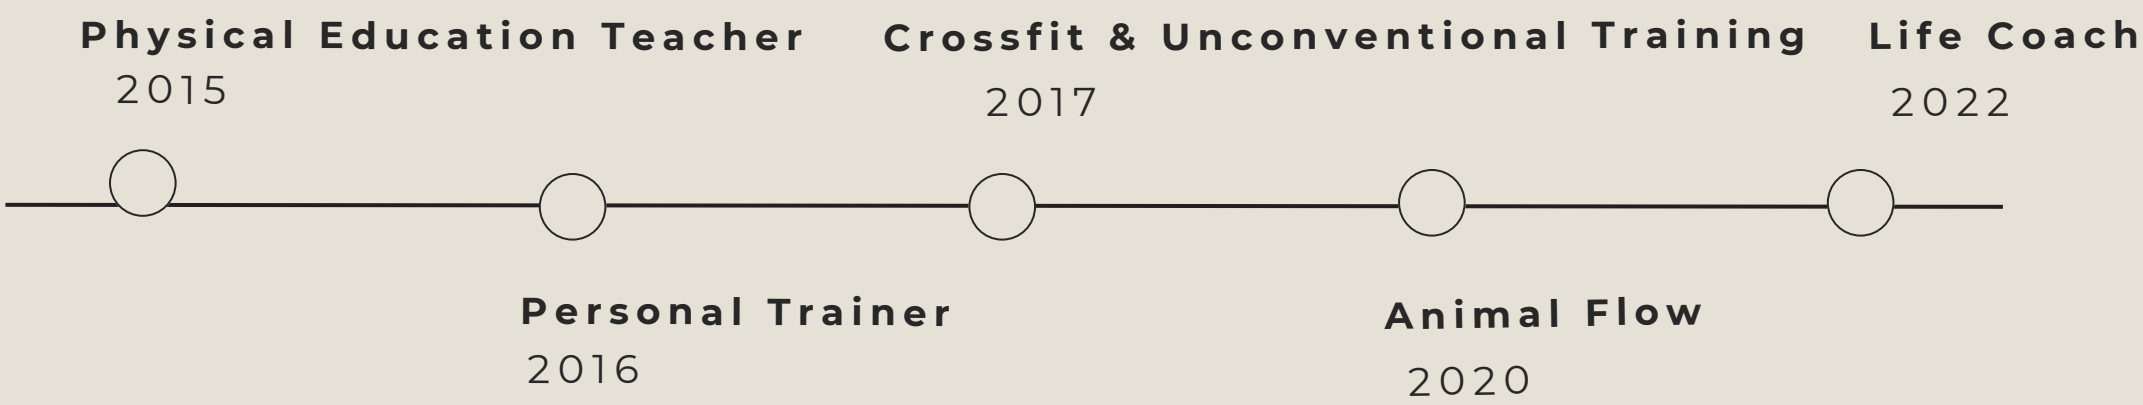 Physical Education Teacher
2015
Personal Trainer
2016
Crossfit & Unconventional Training
2017
Animal Flow
2020
Life Coach
2022